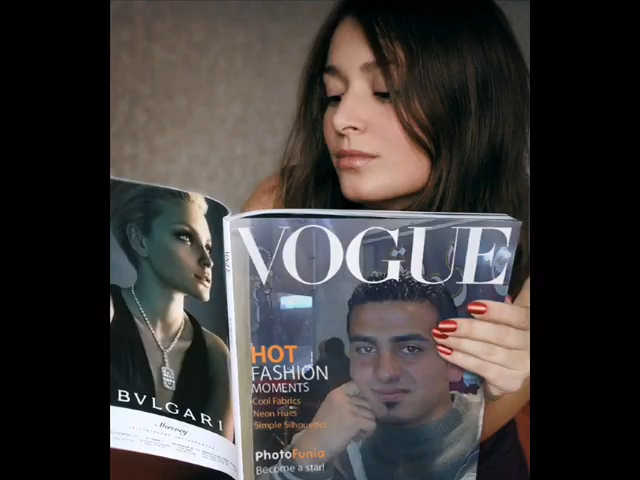 VOGUE
HOT
FASHION
MOMENTS
Cool Fabrics
Neon Hues
Simple Silhouettes
PhotoFunia
Become a star!
BVLGARI